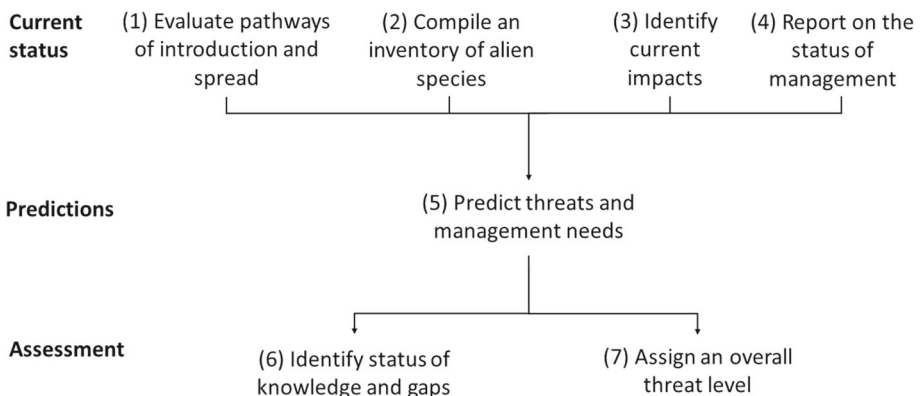 Current
status
(1) Evaluate pathways
of introduction and
spread
(2) Compile an
inventory of alien
species
(3) Identify
current
impacts
(4) Report on the
status of
management
Predictions
(5) Predict threats and
management needs
Assessment
(6) Identify status of
knowledge and gaps
(7) Assign an overall
threat level